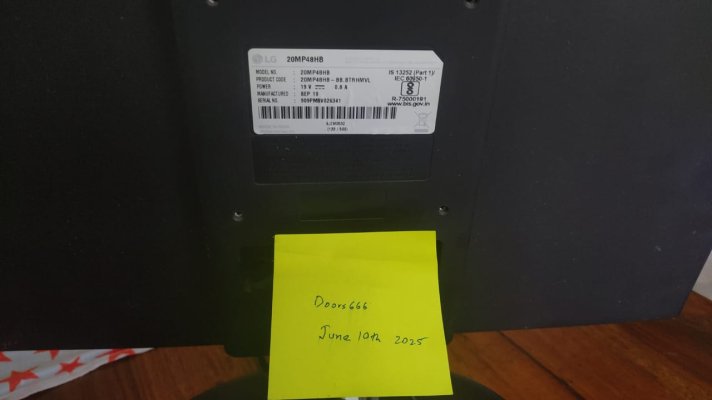 LG 20MP48HB
MODEL NO. : 20MP48HB
PRODUCT CODE : 20MP48HB-BB.BTRHMVL
POWER : 19 V 0.8 A
MANUFACTURED : SEP 19
SERIAL NO. : 909PMBV026341
IS 13252 (Part 1)/
IEC 60950-1
R-75000191
www.bis.gov.in
Doors666
June 10th 2025